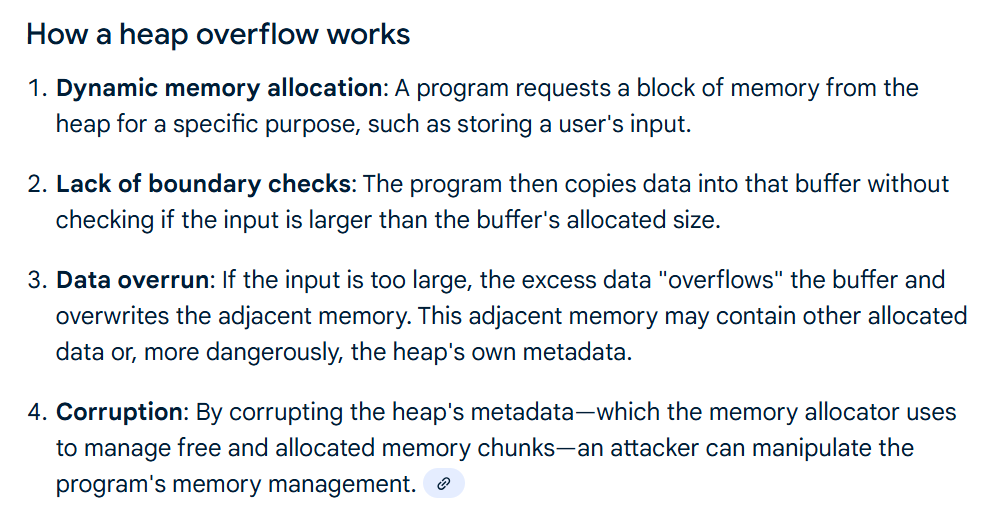 How a heap overflow works
1. Dynamic memory allocation: A program requests a block of memory from the
heap for a specific purpose, such as storing a user's input.
2. Lack of boundary checks: The program then copies data into that buffer without
checking if the input is larger than the buffer's allocated size.
3. Data overrun: If the input is too large, the excess data "overflows" the buffer and
overwrites the adjacent memory. This adjacent memory may contain other allocated
data or, more dangerously, the heap's own metadata.
4. Corruption: By corrupting the heap's metadata—which the memory allocator uses
to manage free and allocated memory chunks—an attacker can manipulate the
program's memory management.